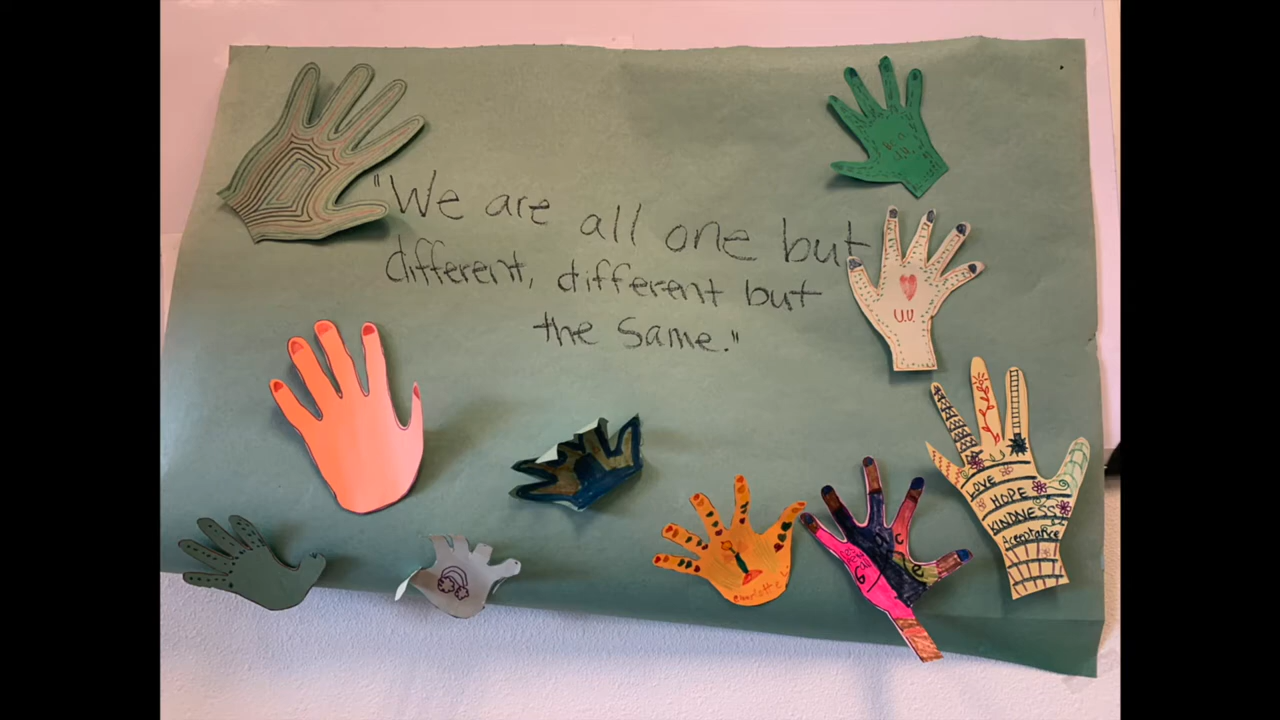 "We are all one but
different, different but
the Same."
U.U.
LOVE
HOPE
KINDNESS
Acceptance